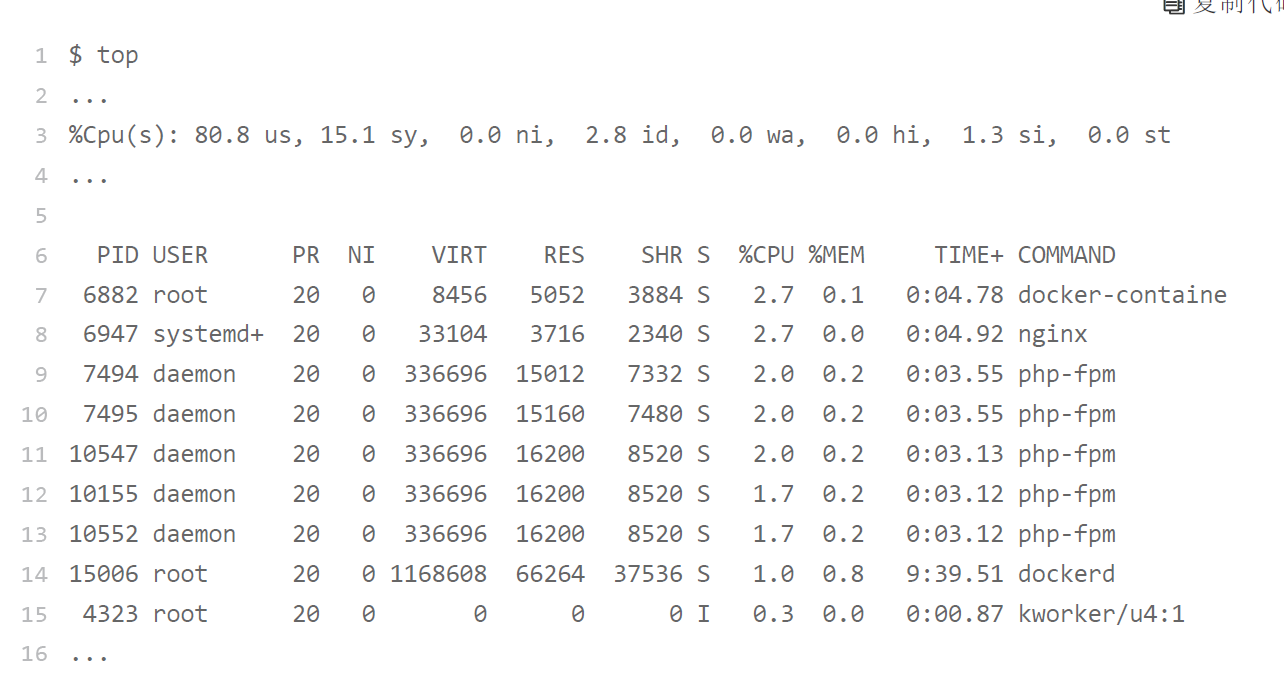 复制代码
1 $ top
2 ...
3 %Cpu(s): 80.8 us, 15.1 sy,  0.0 ni,  2.8 id,  0.0 wa,  0.0 hi,  1.3 si,  0.0 st
4 ...
5
6   PID USER      PR  NI    VIRT    RES    SHR S  %CPU %MEM     TIME+ COMMAND
7  6882 root      20   0    8456   5052   3884 S   2.7  0.1   0:04.78 docker-containe
8  6947 systemd+  20   0   33104   3716   2340 S   2.7  0.0   0:04.92 nginx
9  7494 daemon    20   0  336696  15012   7332 S   2.0  0.2   0:03.55 php-fpm
10  7495 daemon    20   0  336696  15160   7480 S   2.0  0.2   0:03.55 php-fpm
11 10547 daemon    20   0  336696  16200   8520 S   2.0  0.2   0:03.13 php-fpm
12 10155 daemon    20   0  336696  16200   8520 S   1.7  0.2   0:03.12 php-fpm
13 10552 daemon    20   0  336696  16200   8520 S   1.7  0.2   0:03.12 php-fpm
14 15006 root      20   0 1168608  66264  37536 S   1.0  0.8   9:39.51 dockerd
15  4323 root      20   0       0      0      0 I   0.3  0.0   0:00.87 kworker/u4:1
16 ...